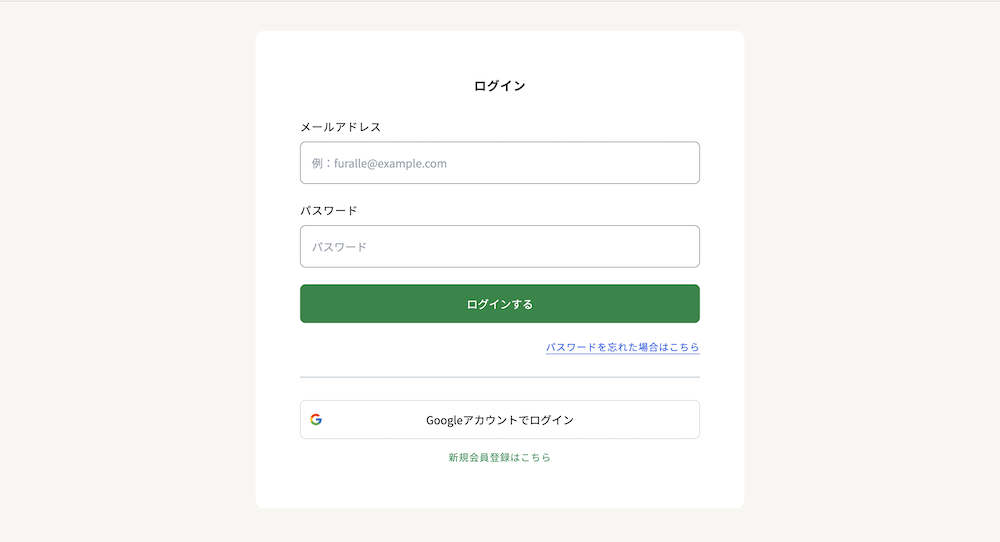 ログイン
メールアドレス
例：furalle@example.com
パスワード
パスワード
ログインする
パスワードを忘れた場合はこちら
Googleアカウントでログイン
新規会員登録はこちら